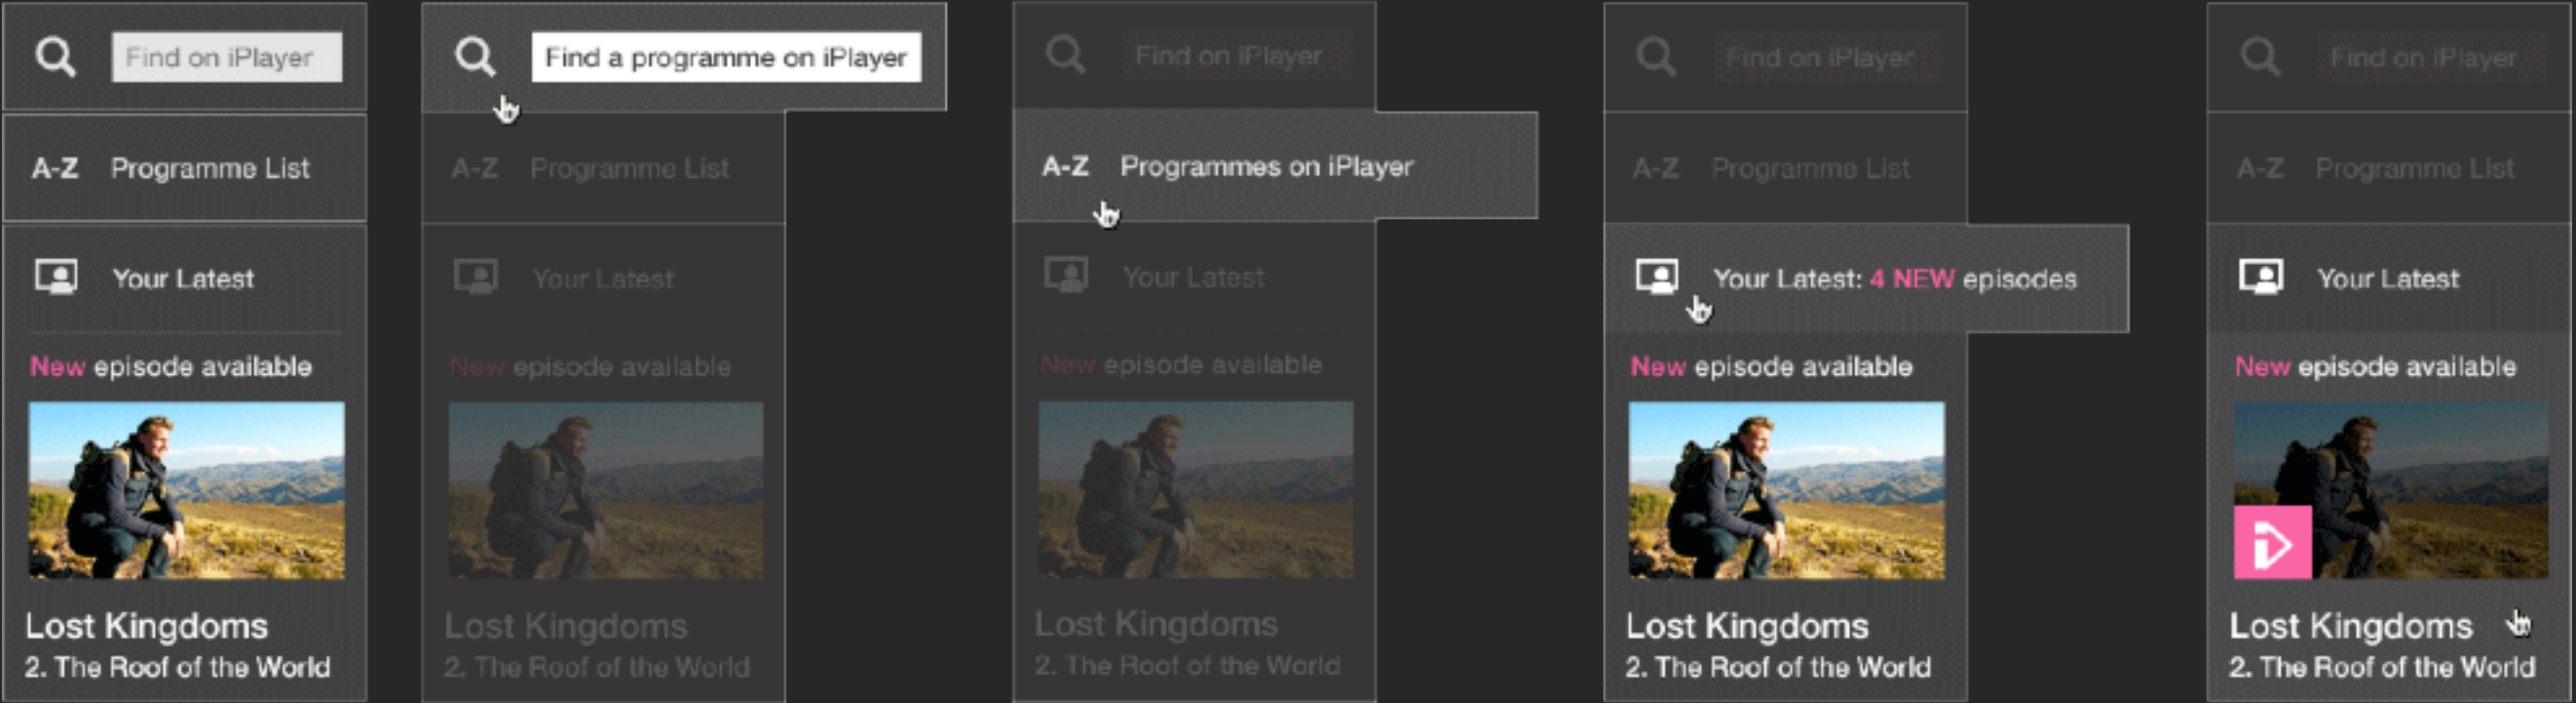 Find on iPlayer
A-Z Programme List
Your Latest
New episode available
Lost Kingdoms
2. The Roof of the World
Find a programme on iPlayer
A-Z Programme List
Your Latest
New episode available
Lost Kingdoms
2. The Roof of the World
Find on iPlayer
A-Z Programmes on iPlayer
Your Latest
New episode available
Lost Kingdoms
2. The Roof of the World
Find on iPlayer
A-Z Programme List
Your Latest: 4 NEW episodes
New episode available
Lost Kingdoms
2. The Roof of the World
Find on iPlayer
A-Z Programme List
Your Latest
New episode available
Lost Kingdoms
2. The Roof of the World